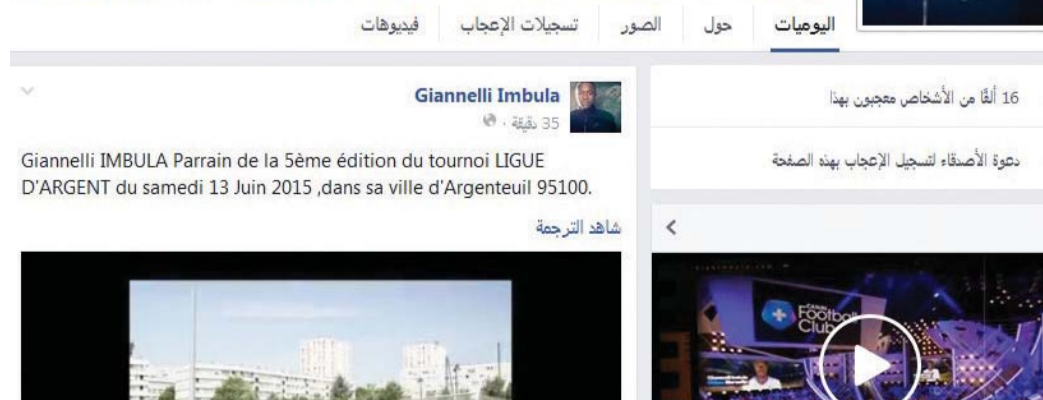 اليوميات
حول
الصور
تسجيلات الإعجاب
فيديوهات
16 ألفًا من الأشخاص معجبون بهذا
دعوة الأصدقاء لتسجيل الإعجاب بهذه الصفحة
Giannelli Imbula
35 دقيقة ·
Giannelli IMBULA Parrain de la 5ème édition du tournoi LIGUE
D'ARGENT du samedi 13 Juin 2015 ,dans sa ville d'Argenteuil 95100.
شاهد الترجمة
CANAL
Football
Club